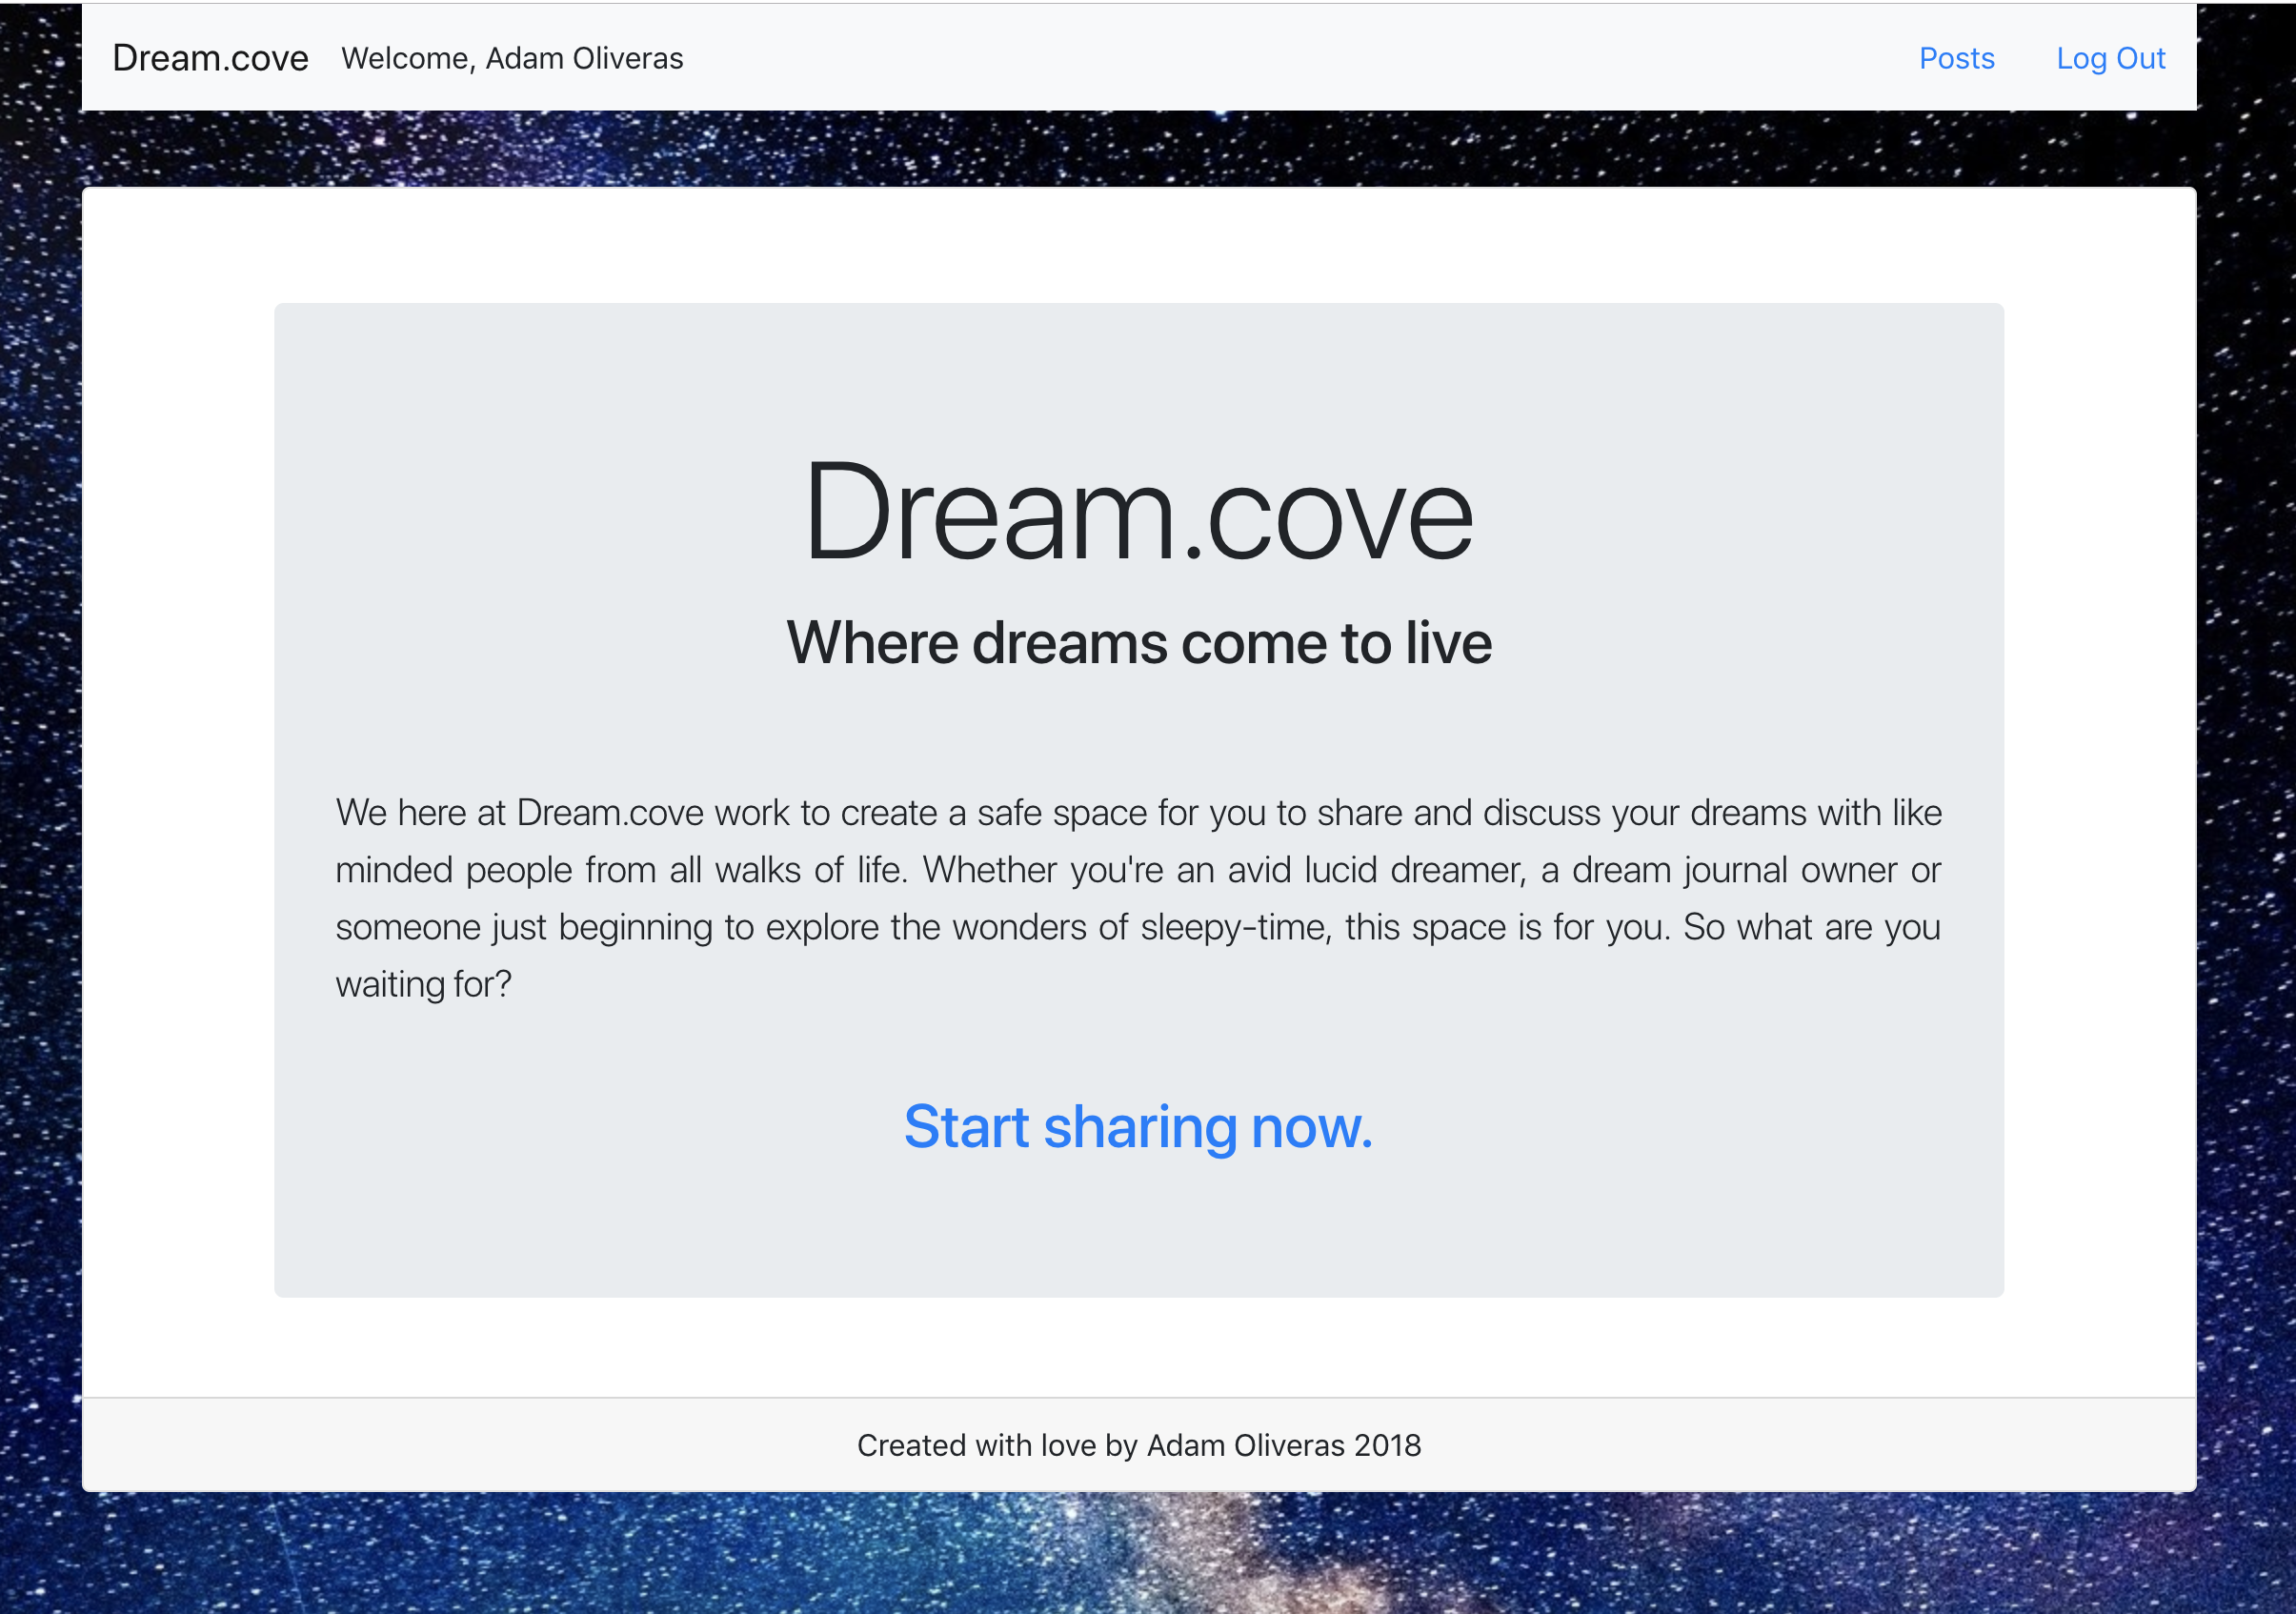 Dream.cove Welcome, Adam Oliveras Posts Log Out
Dream.cove
Where dreams come to live
We here at Dream.cove work to create a safe space for you to share and discuss your dreams with like
minded people from all walks of life. Whether you're an avid lucid dreamer, a dream journal owner or
someone just beginning to explore the wonders of sleepy-time, this space is for you. So what are you
waiting for?
Start sharing now.
Created with love by Adam Oliveras 2018